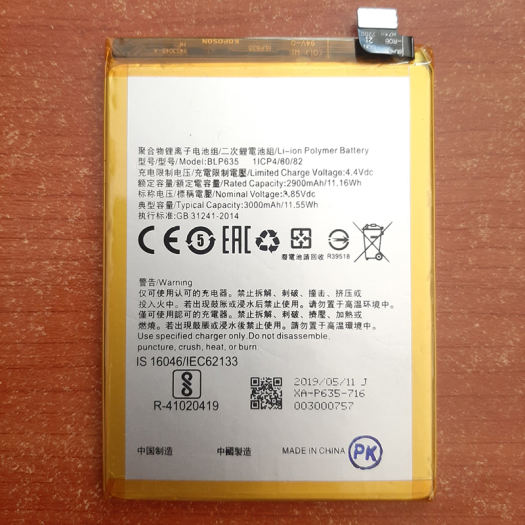 聚合物锂离子电池组/二次鋰電池組/Li-ion Polymer Battery
型号/型号/Model:BLP635 1ICP4/60/82
充电限制电压/充電限制電壓/Limited Charge Voltage:4.4Vdc
额定容量/額定電容量/Rated Capacity:2900mAh/11.16Wh
标称电压/標稱電壓/Nominal Voltage:3.85Vdc
典型容量/Typical Capacity:3000mAh/11.55Wh
执行标准:GB 31241-2014
CE 5 EAC
廢電池請回收 R39518
警告/Warning
仅可使用认可的充电器。禁止拆解、刺破、撞击、挤压或
投入火中。若出现鼓胀或浸水后禁止使用。请勿置于高温环境中。
僅可使用認可的充電器。禁止拆解、刺破、擠壓、加熱或
燃燒。若出現鼓脹或浸水後禁止使用。請勿置于高溫環境中。
Use specified charger only.Do not disassemble,
puncture, crush, heat, or burn.
IS 16046/IEC62133
R-41020419
2019/05/11 J
XA-P635-716
003000757
中国制造 中國製造 MADE IN CHINA PK